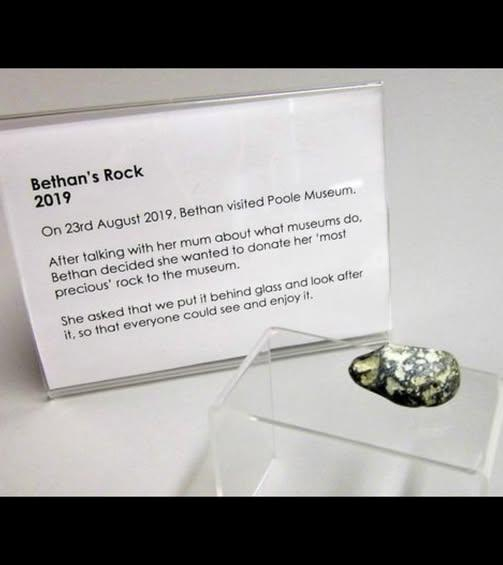 Bethan's Rock
2019
On 23rd August 2019, Bethan visited Poole Museum.
After talking with her mum about what museums do,
Bethan decided she wanted to donate her 'most
precious' rock to the museum.
She asked that we put it behind glass and look after
it, so that everyone could see and enjoy it.